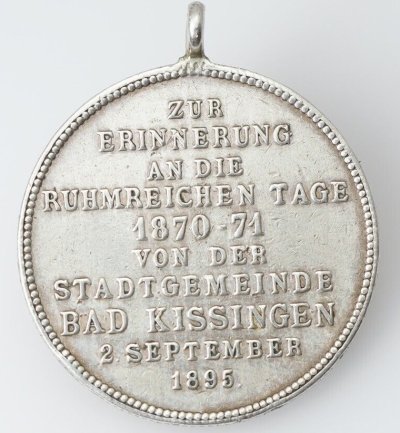 ZUR
ERINNERUNG
AN DIE
RUHMREICHEN TAGE
1870-71
VON DER
STADTGEMEINDE
BAD KISSINGEN
2 SEPTEMBER
1895.